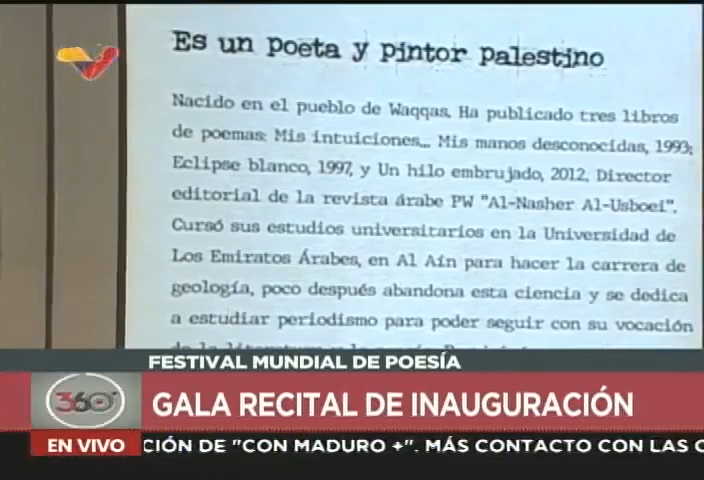 Es un poeta y pintor palestino
Nacido en el pueblo de Waqqas. Ha publicado tres libros
de poemas: Mis intuiciones... Mis manos desconocidas, 1993;
Eclipse blanco, 1997, y Un hilo embrujado, 2012. Director
editorial de la revista árabe PW "Al-Nasher Al-Usboei".
Cursó sus estudios universitarios en la Universidad de
Los Emiratos Árabes, en Al Aín para hacer la carrera de
geología, poco después abandona esta ciencia y se dedica
a estudiar periodismo para poder seguir con su vocación
FESTIVAL MUNDIAL DE POESÍA
360°
GALA RECITAL DE INAUGURACIÓN
EN VIVO
CIÓN DE "CON MADURO +". MÁS CONTACTO CON LAS C